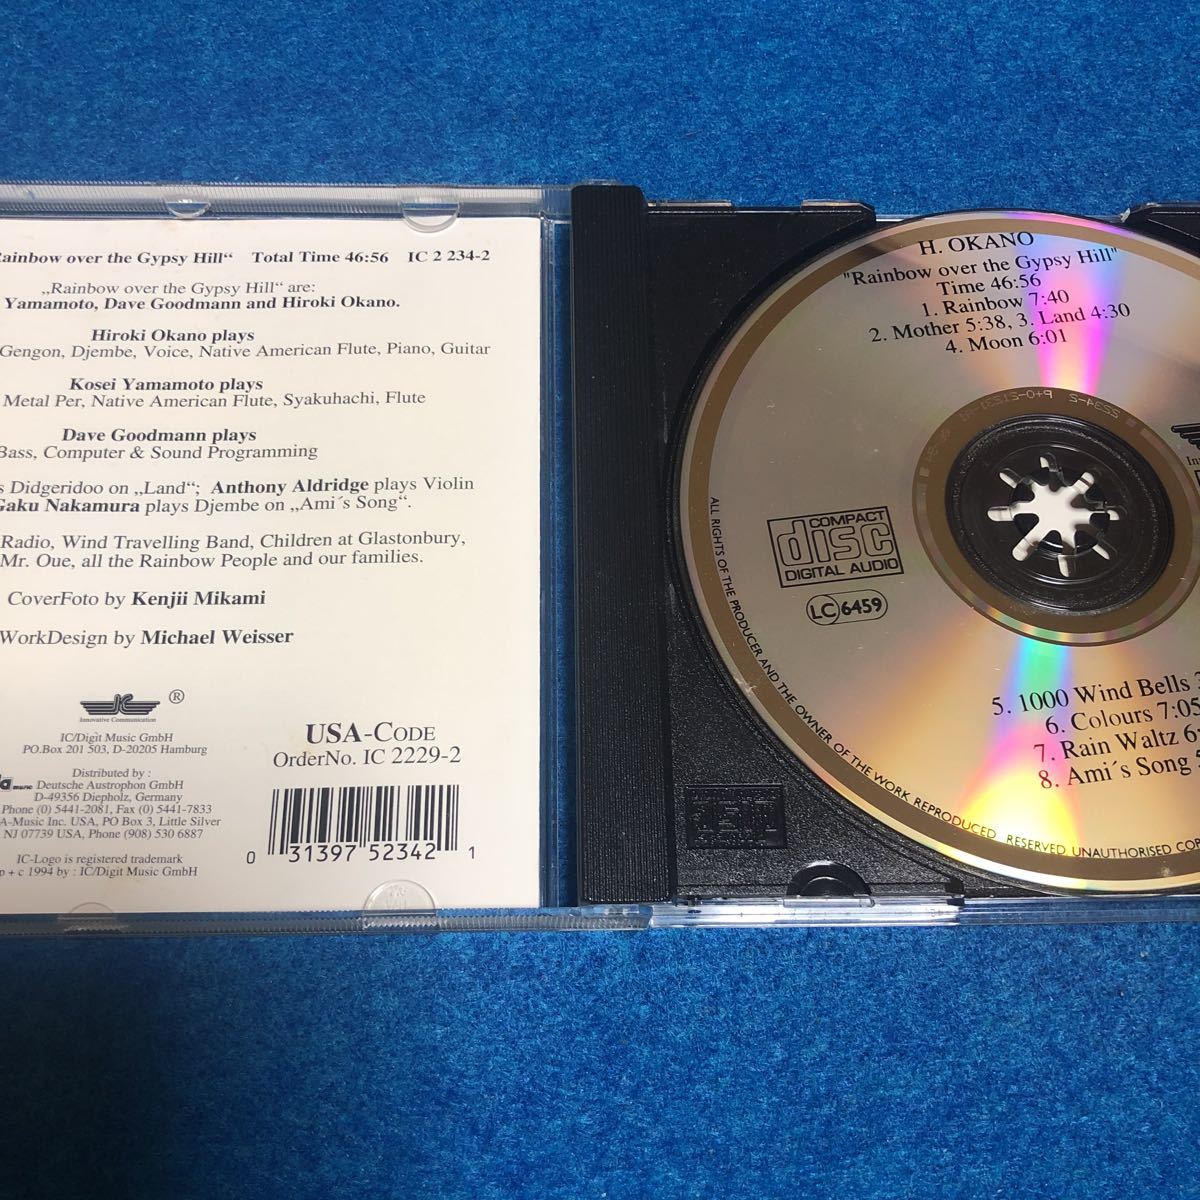 ainbow over the Gypsy Hill“ Total Time 46:56 IC 2 234-2
„Rainbow over the Gypsy Hill“ are:
Yamamoto, Dave Goodmann and Hiroki Okano.
Hiroki Okano plays
Gengon, Djembe, Voice, Native American Flute, Piano, Guitar
Kosei Yamamoto plays
Metal Per, Native American Flute, Syakuhachi, Flute
Dave Goodmann plays
Bass, Computer & Sound Programming
s Didgeridoo on „Land“; Anthony Aldridge plays Violin
Gaku Nakamura plays Djembe on „Ami´s Song“.
Radio, Wind Travelling Band, Children at Glastonbury,
Mr. Oue, all the Rainbow People and our families.
CoverFoto by Kenjii Mikami
WorkDesign by Michael Weisser
IC ®
Innovative Communication
IC/Digit Music GmbH
PO.Box 201 503, D-20205 Hamburg
Distributed by :
music Deutsche Austrophon GmbH
D-49356 Diepholz, Germany
Phone (0) 5441-2081, Fax (0) 5441-7833
A-Music Inc. USA, PO Box 3, Little Silver
NJ 07739 USA, Phone (908) 530 6887
IC-Logo is registered trademark
p + c 1994 by : IC/Digit Music GmbH
USA-CODE
OrderNo. IC 2229-2
0 31397 52342 1
H. OKANO
"Rainbow over the Gypsy Hill"
Time 46:56
1. Rainbow 7:40
2. Mother 5:38, 3. Land 4:30
4. Moon 6:01
COMPACT
disc
DIGITAL AUDIO
LC 6459
5. 1000 Wind Bells 3
6. Colours 7:05
7. Rain Waltz 6:
8. Ami´s Song 5
ALL RIGHTS OF THE PRODUCER AND THE OWNER OF THE WORK REPRODUCED RESERVED UNAUTHORISED COP